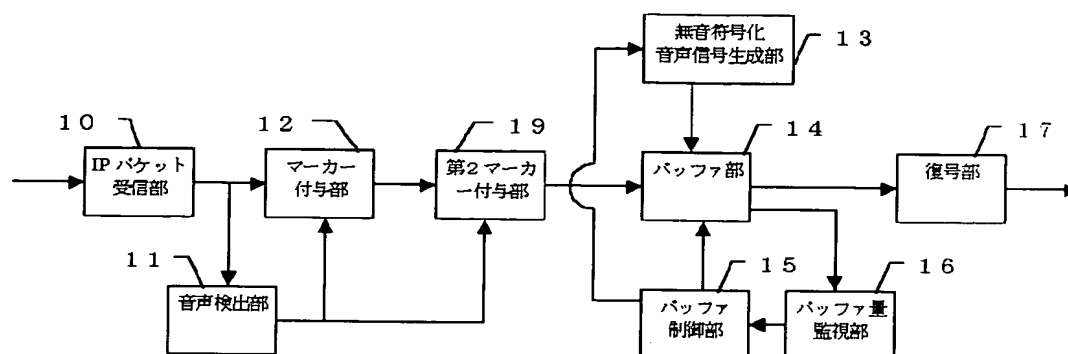 無音符号化
音声信号生成部
13
10
IP パケット
受信部
12
マーカー
付与部
19
第2マーカ
ー付与部
14
バッファ部
17
復号部
11
音声検出部
15
バッファ
制御部
16
バッファ量
監視部